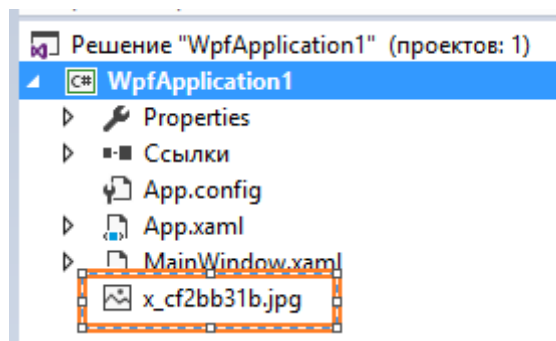 Решение "WpfApplication1" (проектов: 1)
C# WpfApplication1
Properties
Ссылки
App.config
App.xaml
MainWindow.xaml
x_cf2bb31b.jpg